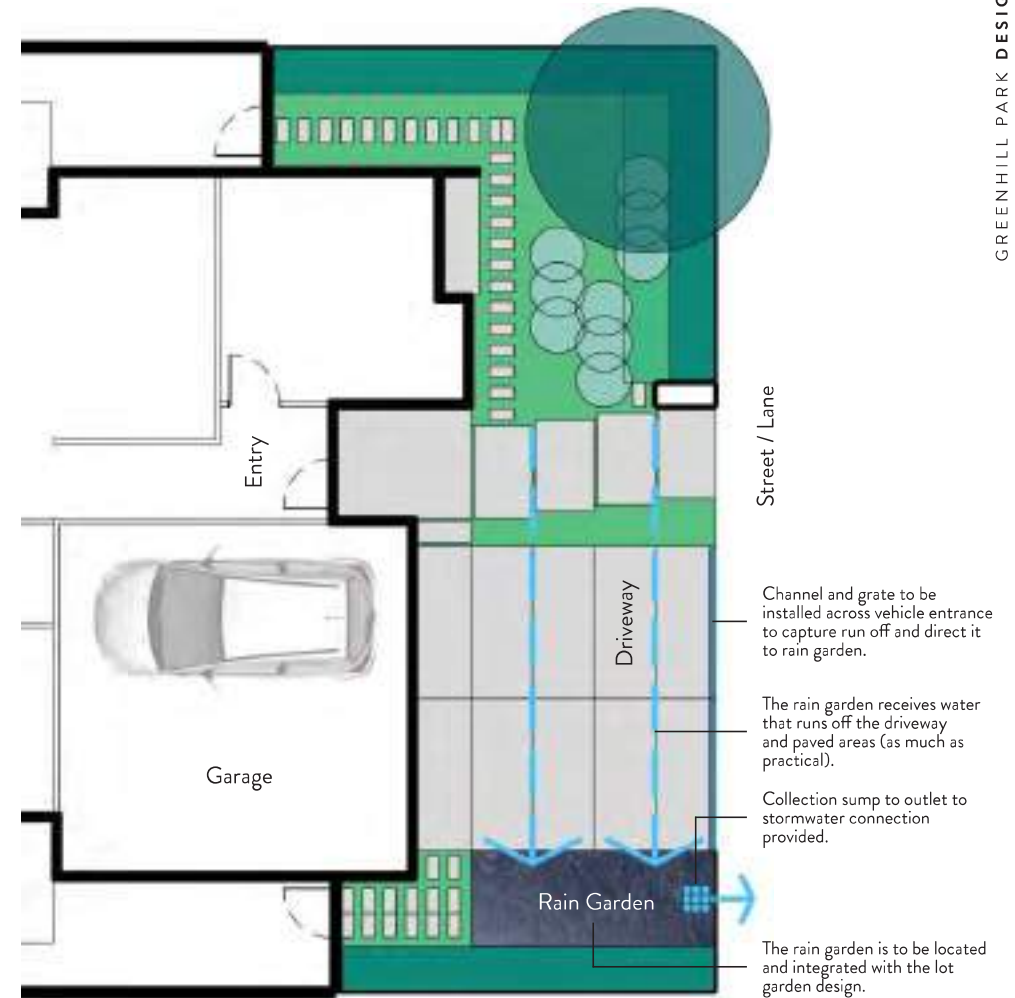 GREENHILL PARK
Entry
Street / Lane
Driveway
Channel and grate to be
installed across vehicle entrance
to capture run off and direct it
to rain garden.
The rain garden receives water
that runs off the driveway
and paved areas (as much as
practical).
Garage
Collection sump to outlet to
stormwater connection
provided.
Rain Garden
The rain garden is to be located
and integrated with the lot
garden design.